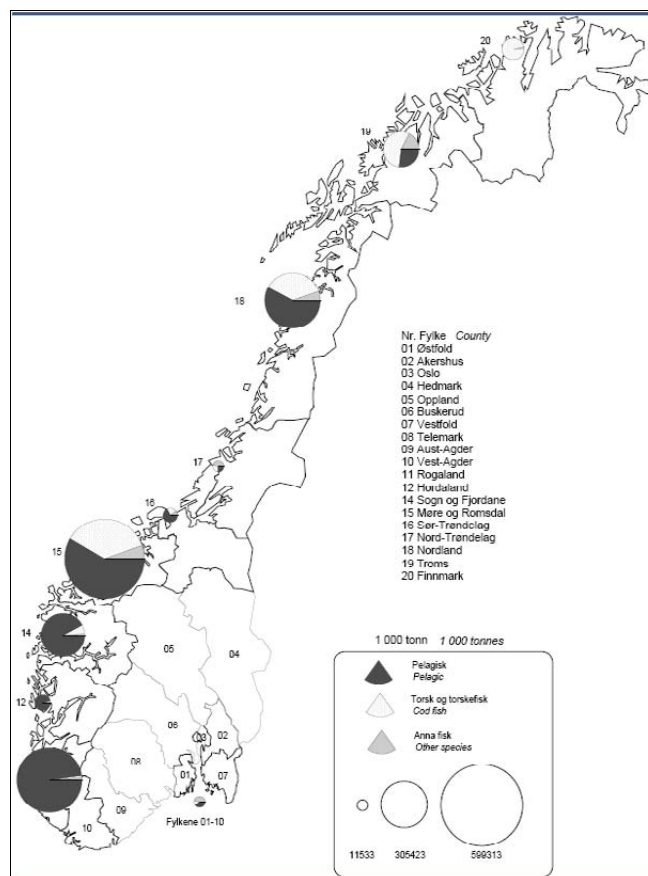 20
19
18
Nr. Fylke County
01 Østfold
02 Akershus
03 Oslo
04 Hedmark
05 Oppland
06 Buskerud
07 Vestfold
08 Telemark
09 Aust-Agder
10 Vest-Agder
11 Rogaland
12 Hordaland
14 Sogn og Fjordane
15 Møre og Romsdal
16 Sør-Trøndelag
17 Nord-Trøndelag
18 Nordland
19 Troms
20 Finnmark
17
16
15
14
05
04
12
06
03
02
08
01
07
09
10
Fylkene 01-10
1 000 tonn 1 000 tonnes
Pelagisk
Pelagic
Torsk og torskefisk
Cod fish
Anna fisk
Other species
11533 305423 599313